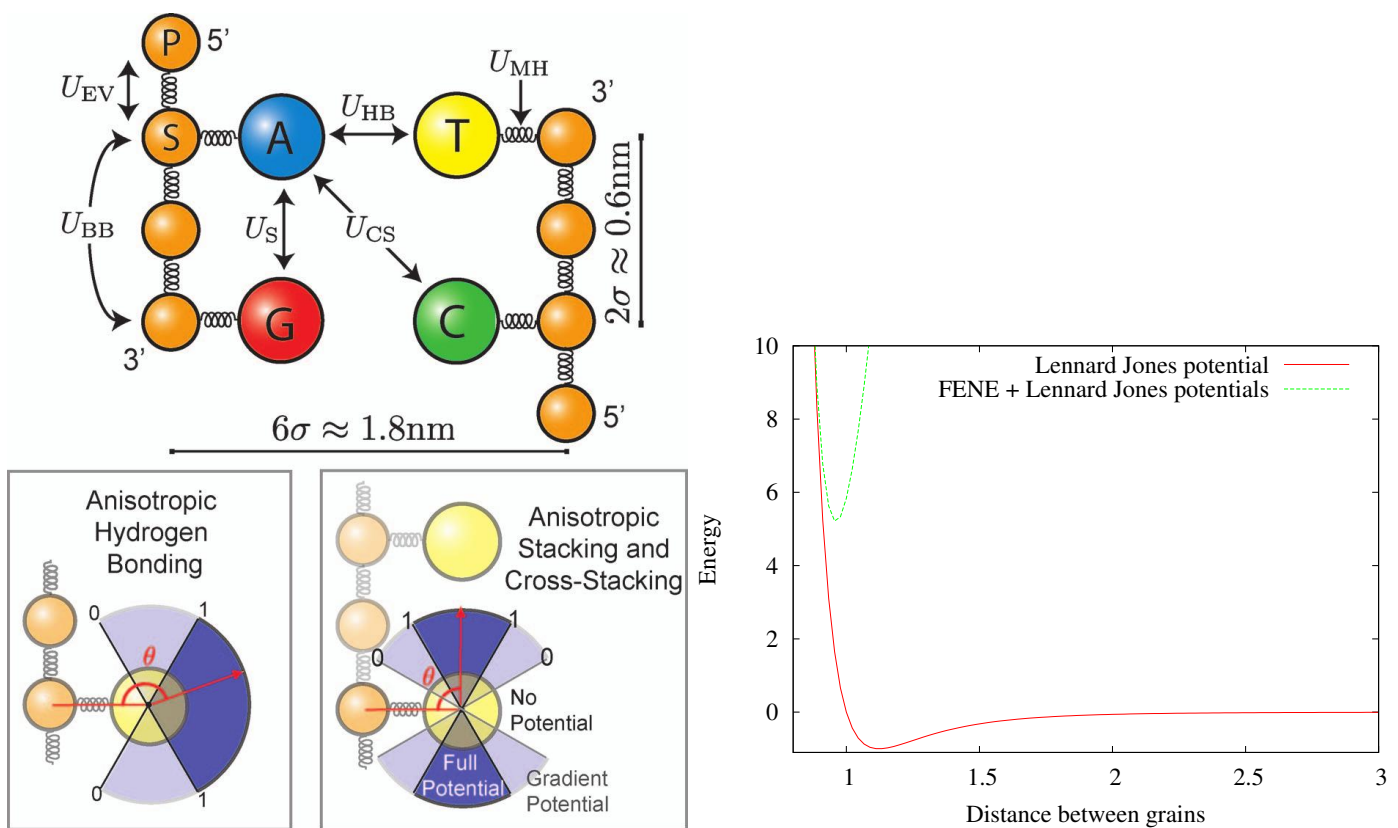 P 5’
U_EV
S
A
U_HB
T
U_MH
3’
U_BB
U_S
U_CS
2σ ≈ 0.6nm
G
C
3’
5’
6σ ≈ 1.8nm
Anisotropic
Hydrogen
Bonding
0
1
θ
0
1
Anisotropic
Stacking and
Cross-Stacking
1
1
0
0
θ
No
Potential
Full
Potential
Gradient
Potential
Lennard Jones potential
FENE + Lennard Jones potentials
Energy
10
8
6
4
2
0
1
1.5
2
2.5
3
Distance between grains